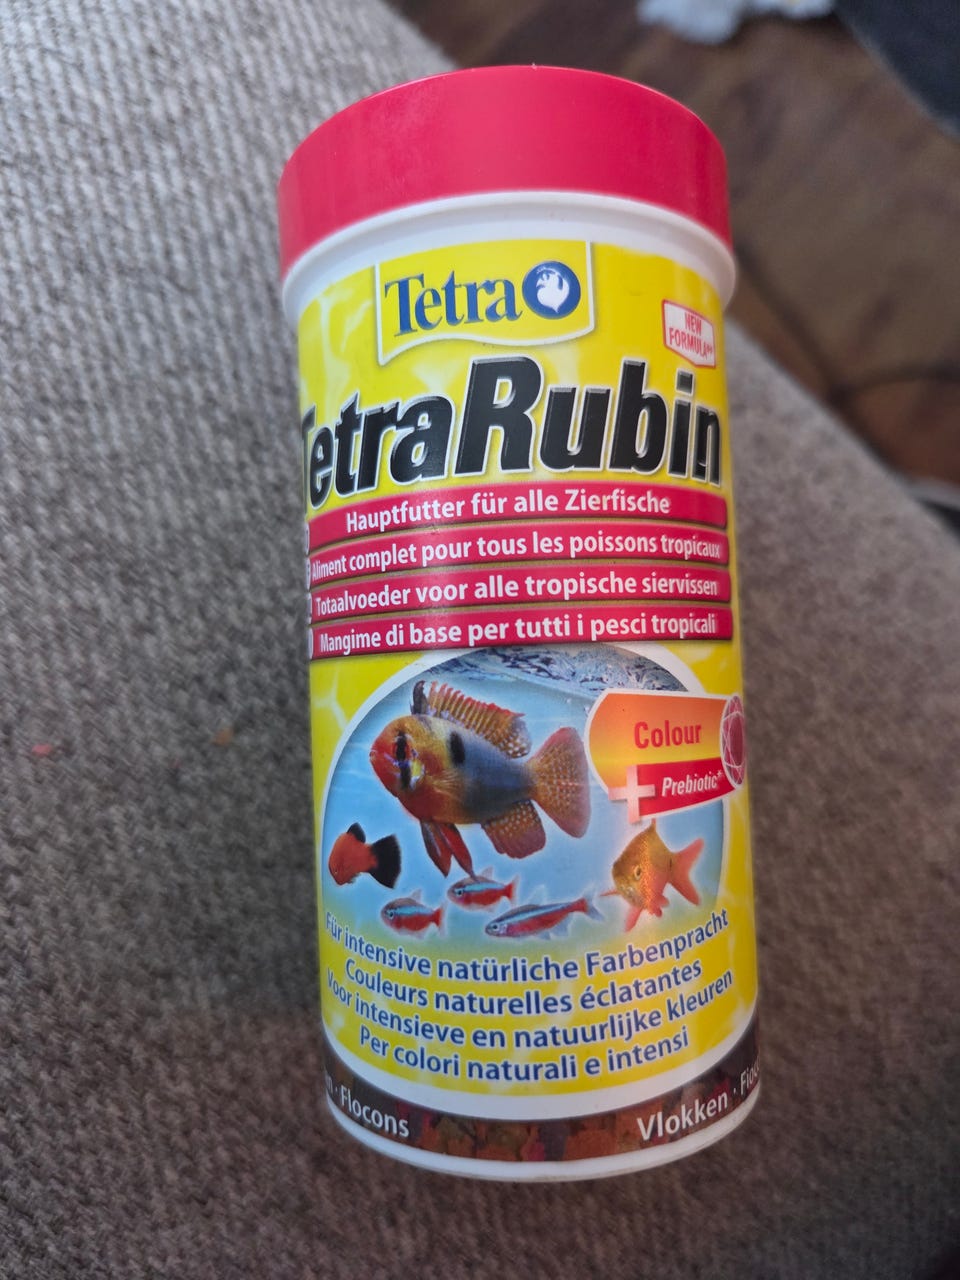 Tetra
NEW
FORMULA**
TetraRubin
Hauptfutter für alle Zierfische
Aliment complet pour tous les poissons tropicaux
Totaalvoeder voor alle tropische siervissen
Mangime di base per tutti i pesci tropicali
Colour
+ Prebiotic*
Für intensive natürliche Farbenpracht
Couleurs naturelles éclatantes
Voor intensieve en natuurlijke kleuren
Per colori naturali e intensi
Flocons
Vlokken